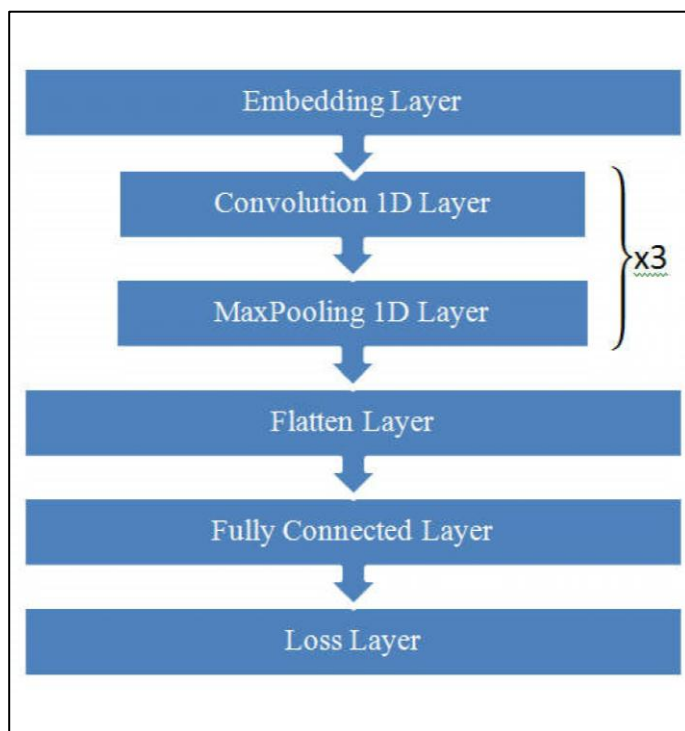 Embedding Layer
Convolution 1D Layer
x3
MaxPooling 1D Layer
Flatten Layer
Fully Connected Layer
Loss Layer